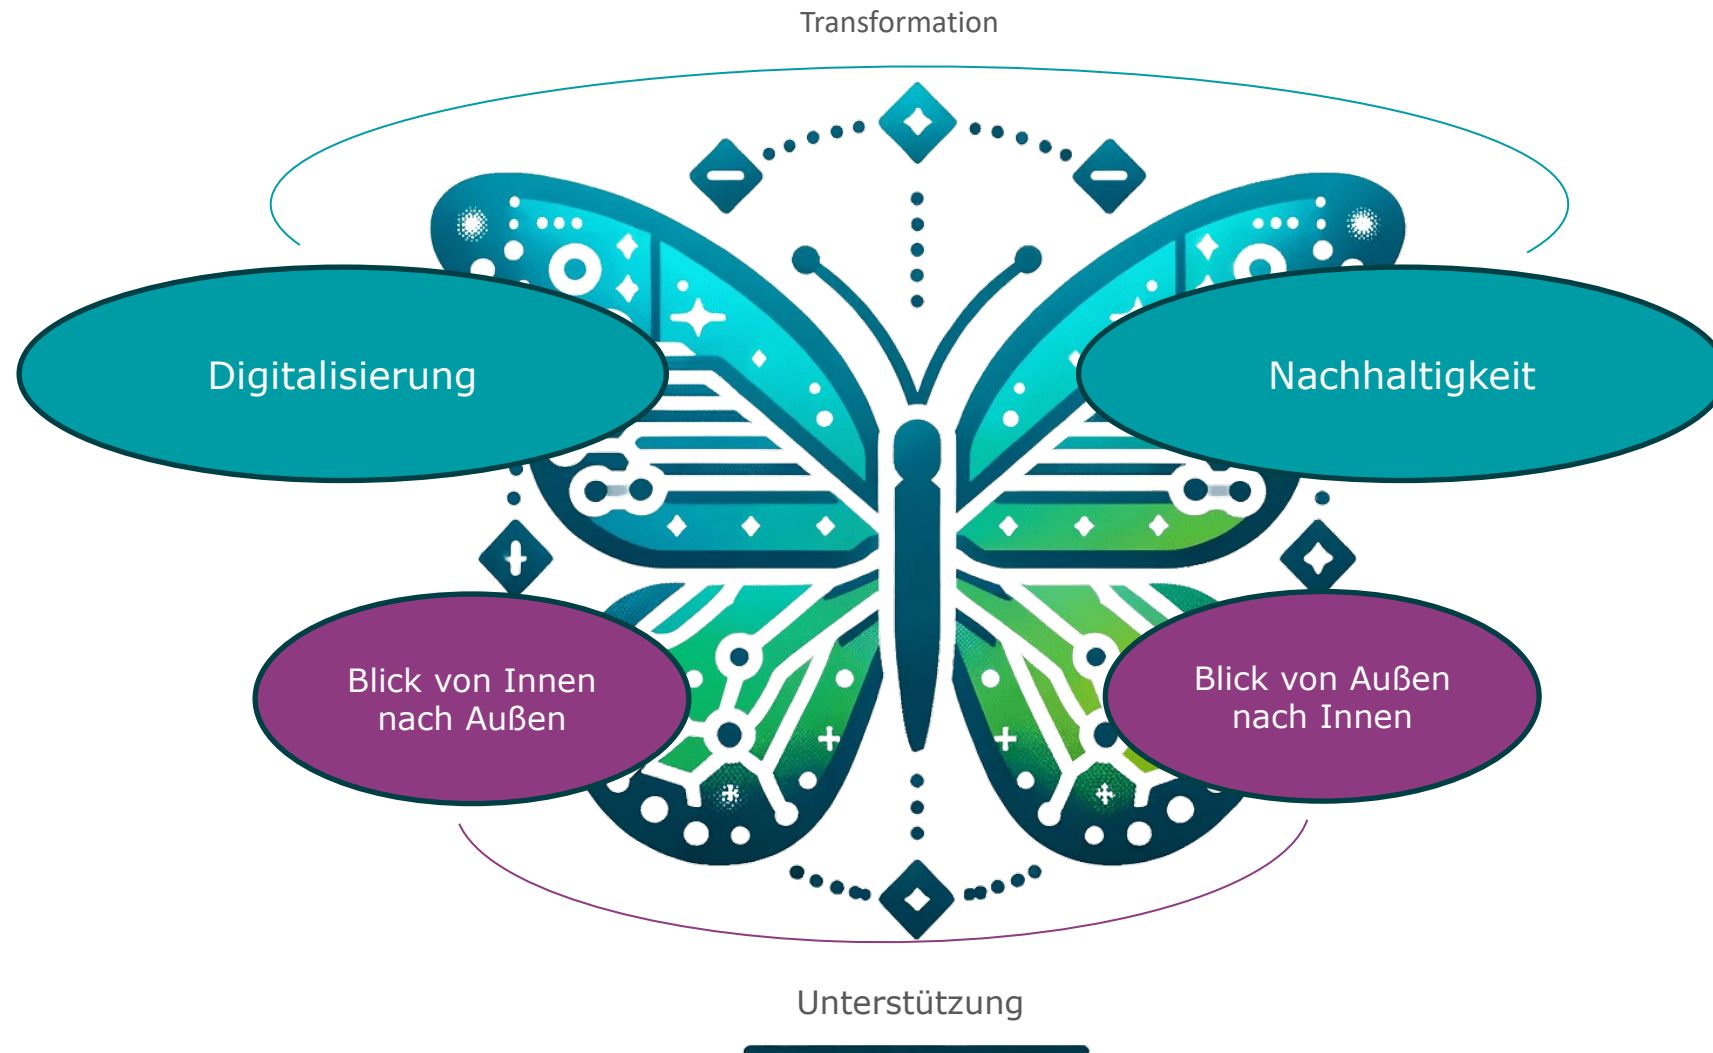 Transformation
Digitalisierung
Nachhaltigkeit
Blick von Innen
nach Außen
Blick von Außen
nach Innen
Unterstützung